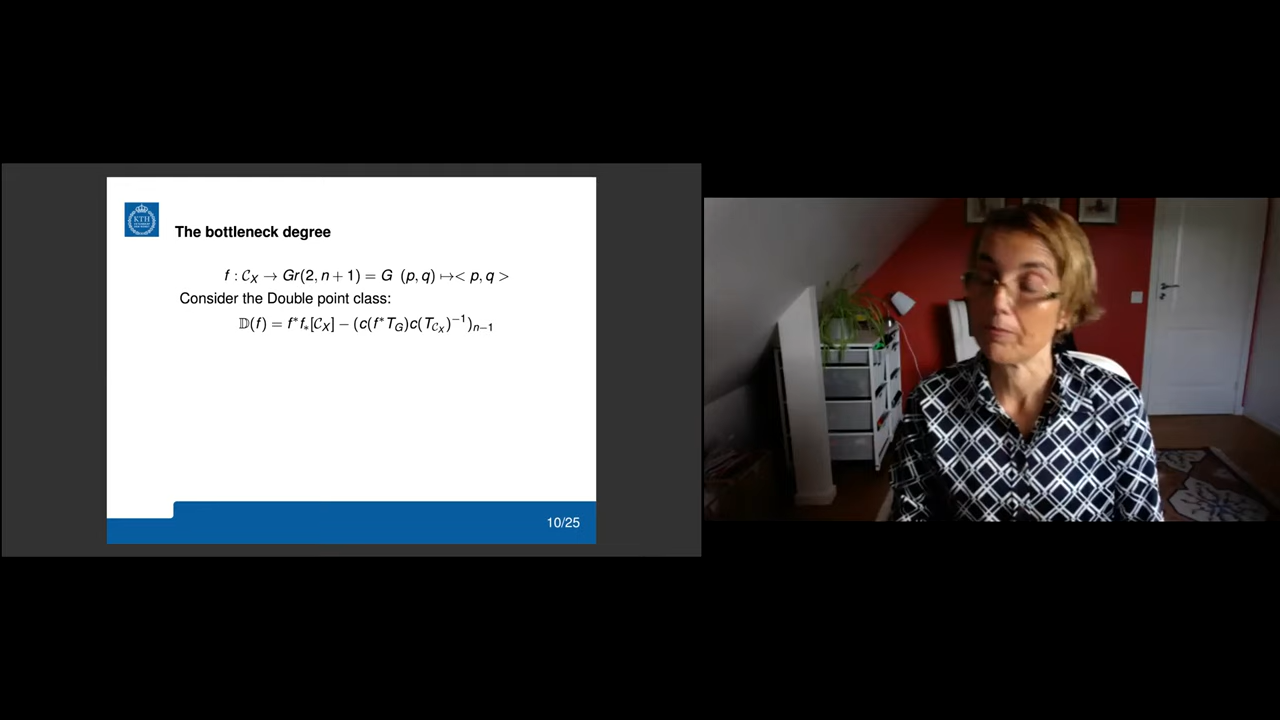 KTH
The bottleneck degree
f : 𝒞_X → Gr(2, n + 1) = G (p, q) ↦< p, q >
Consider the Double point class:
𝔻(f) = f*f_*[𝒞_X] − (c(f*T_G)c(T_{𝒞_X})^{−1})_{n−1}
10/25